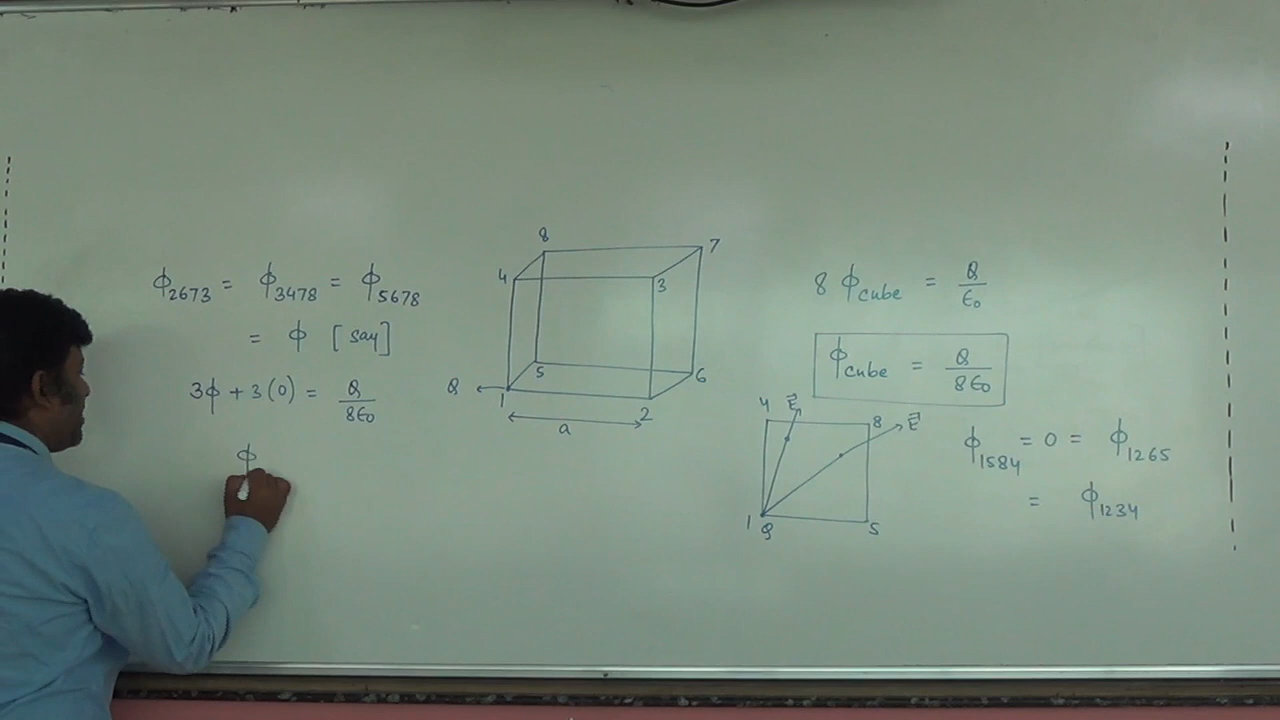 ϕ₂₆₇₃ = ϕ₃₄₇₈ = ϕ₅₆₇₈
= ϕ [say]
3ϕ + 3(0) = Q/8ε₀
ϕ
8
7
4
3
5
6
Q
1
2
a
8 ϕcube = Q/ε₀
ϕcube = Q/8ε₀
4 E⃗
8 E⃗
1 Q
5
ϕ₁₅₈₄ = 0 = ϕ₁₂₆₅
= ϕ₁₂₃₄